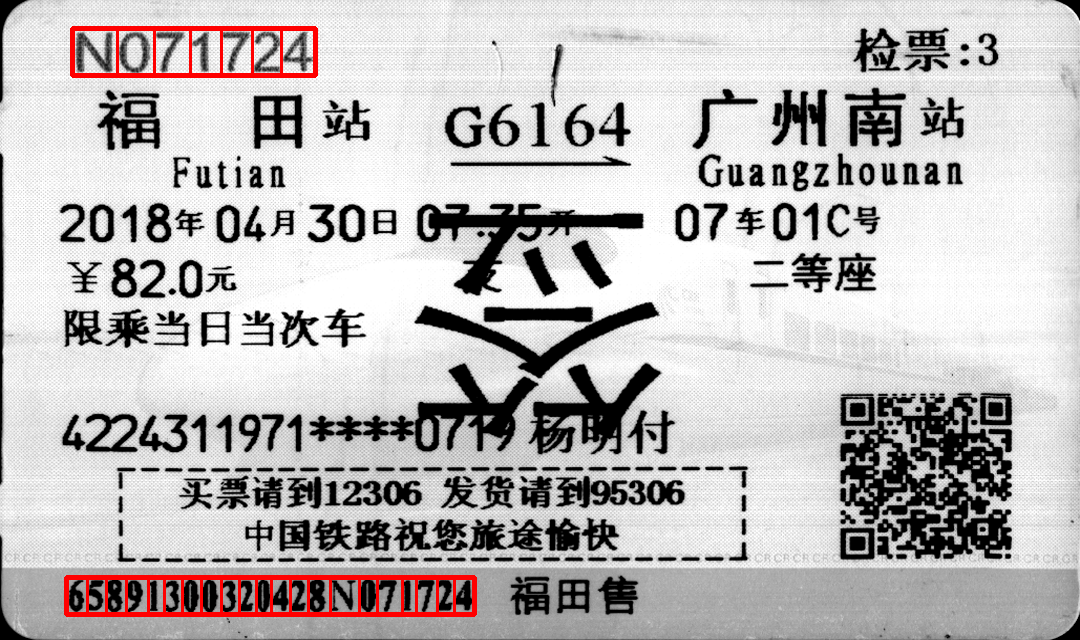 N071724
检票:3
福田站 G6164 广州南站
Futian Guangzhounan
2018年04月30日 07:35开 07车01C号
￥82.0元 二等座
签
限乘当日当次车
4224311971****0719 杨明付
买票请到12306 发货请到95306
中国铁路祝您旅途愉快
65891300320428N071724 福田售